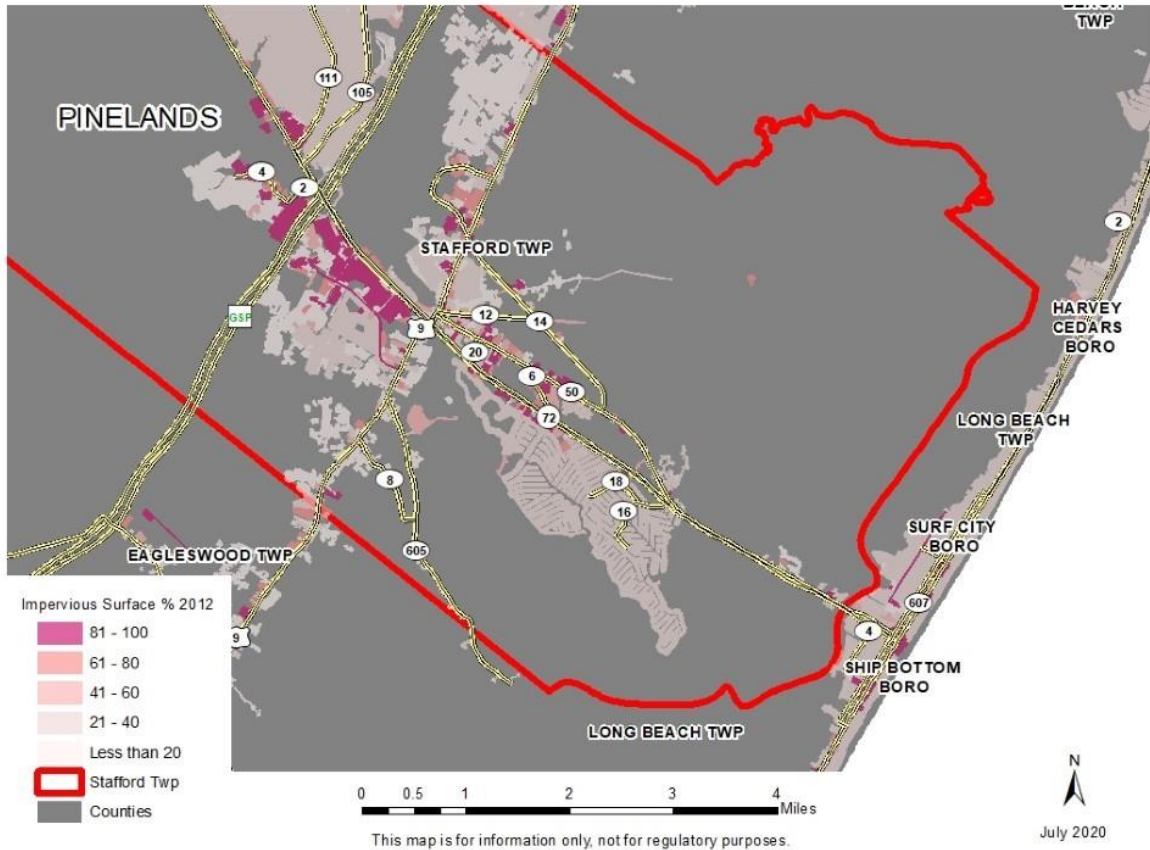 BEACH
TWP
111
105
PINELANDS
4
2
2
STAFFORD TWP
GSP
9
12
14
HARVEY
CEDARS
BORO
20
6
50
72
LONG BEACH
TWP
8
18
16
SURF CITY
BORO
EAGLESWOOD TWP
605
607
4
SHIP BOTTOM
BORO
9
LONG BEACH TWP
Impervious Surface % 2012
81 - 100
61 - 80
41 - 60
21 - 40
Less than 20
Stafford Twp
Counties
0 0.5 1 2 3 4
Miles
This map is for information only, not for regulatory purposes.
N
July 2020